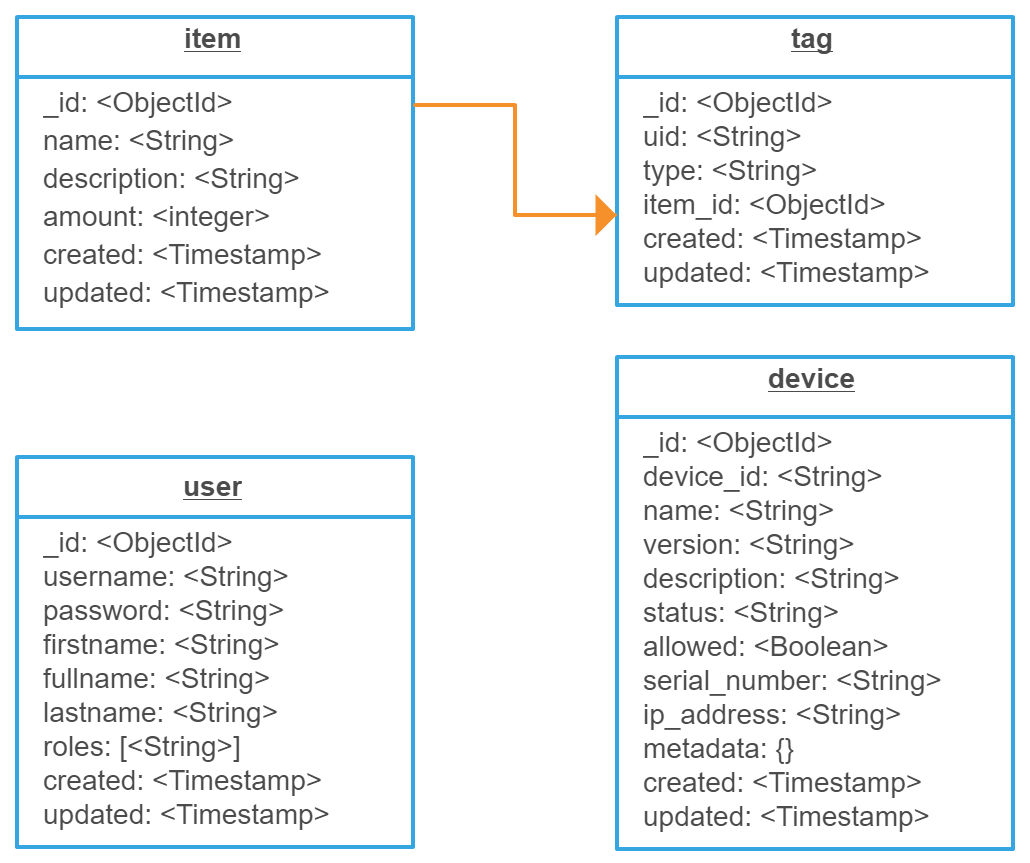 item
_id: <ObjectId>
name: <String>
description: <String>
amount: <integer>
created: <Timestamp>
updated: <Timestamp>
tag
_id: <ObjectId>
uid: <String>
type: <String>
item_id: <ObjectId>
created: <Timestamp>
updated: <Timestamp>
user
_id: <ObjectId>
username: <String>
password: <String>
firstname: <String>
fullname: <String>
lastname: <String>
roles: [<String>]
created: <Timestamp>
updated: <Timestamp>
device
_id: <ObjectId>
device_id: <String>
name: <String>
version: <String>
description: <String>
status: <String>
allowed: <Boolean>
serial_number: <String>
ip_address: <String>
metadata: {}
created: <Timestamp>
updated: <Timestamp>